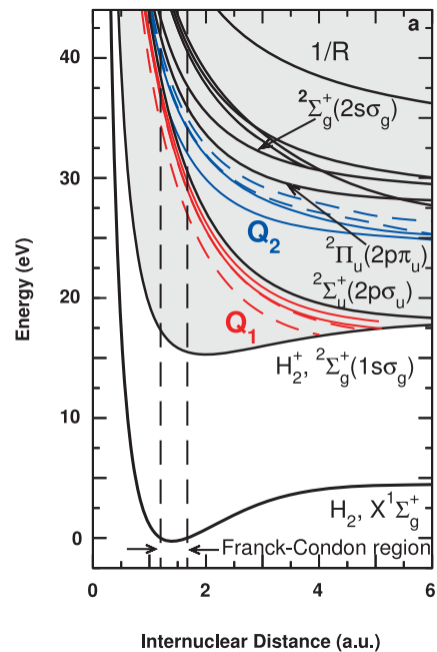 a
40
1/R
²Σg⁺(2sσg)
30
Q₂
²Πu(2pπu)
²Σu⁺(2pσu)
20
Q₁
H₂⁺, ²Σg⁺(1sσg)
10
H₂, X¹Σg⁺
0
Franck-Condon region
0 2 4 6
Internuclear Distance (a.u.)
Energy (eV)